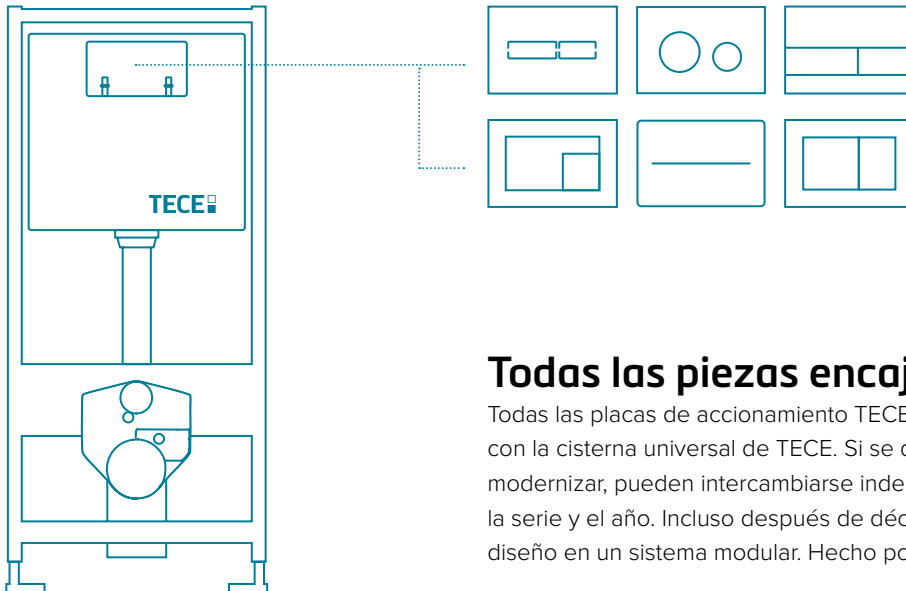 TECE
Todas las piezas encaj
Todas las placas de accionamiento TECE
con la cisterna universal de TECE. Si se
modernizar, pueden intercambiarse inde
la serie y el año. Incluso después de déc
diseño en un sistema modular. Hecho po